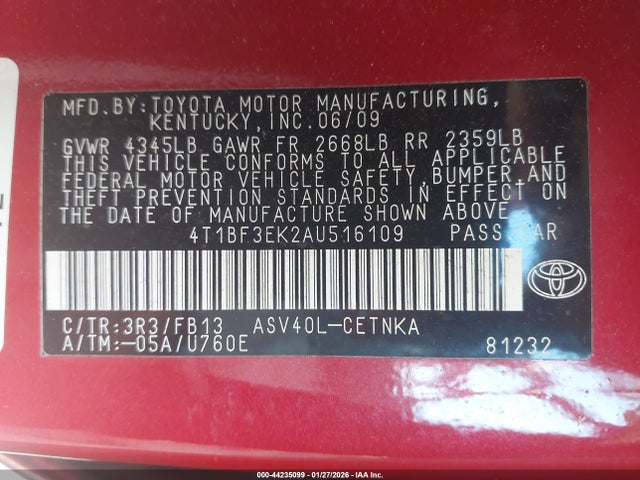 MFD.BY:TOYOTA MOTOR MANUFACTURING,
KENTUCKY, INC.06/09
GVWR 4345LB GAWR FR 2668LB RR 2359LB
THIS VEHICLE CONFORMS TO ALL APPLICABLE
FEDERAL MOTOR VEHICLE SAFETY, BUMPER, AND
THEFT PREVENTION STANDARDS IN EFFECT ON
THE DATE OF MANUFACTURE SHOWN ABOVE.
4T1BF3EK2AU516109 PASS CAR
TOYOTA
C/TR:3R3/FB13 ASV40L-CETNKA
A/TM:-05A/U760E 81232
000-44235099 | 01/27/2026 - IAA Inc.